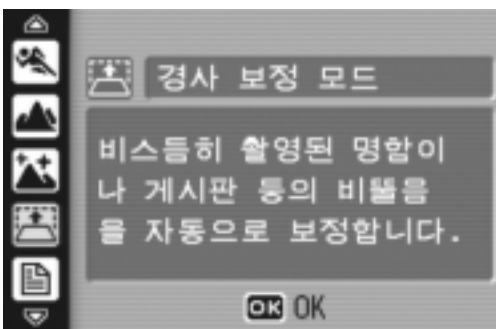 경사 보정 모드
비스듬히 촬영된 명함이
나 게시판 등의 비뚤음
을 자동으로 보정합니다.
OK OK